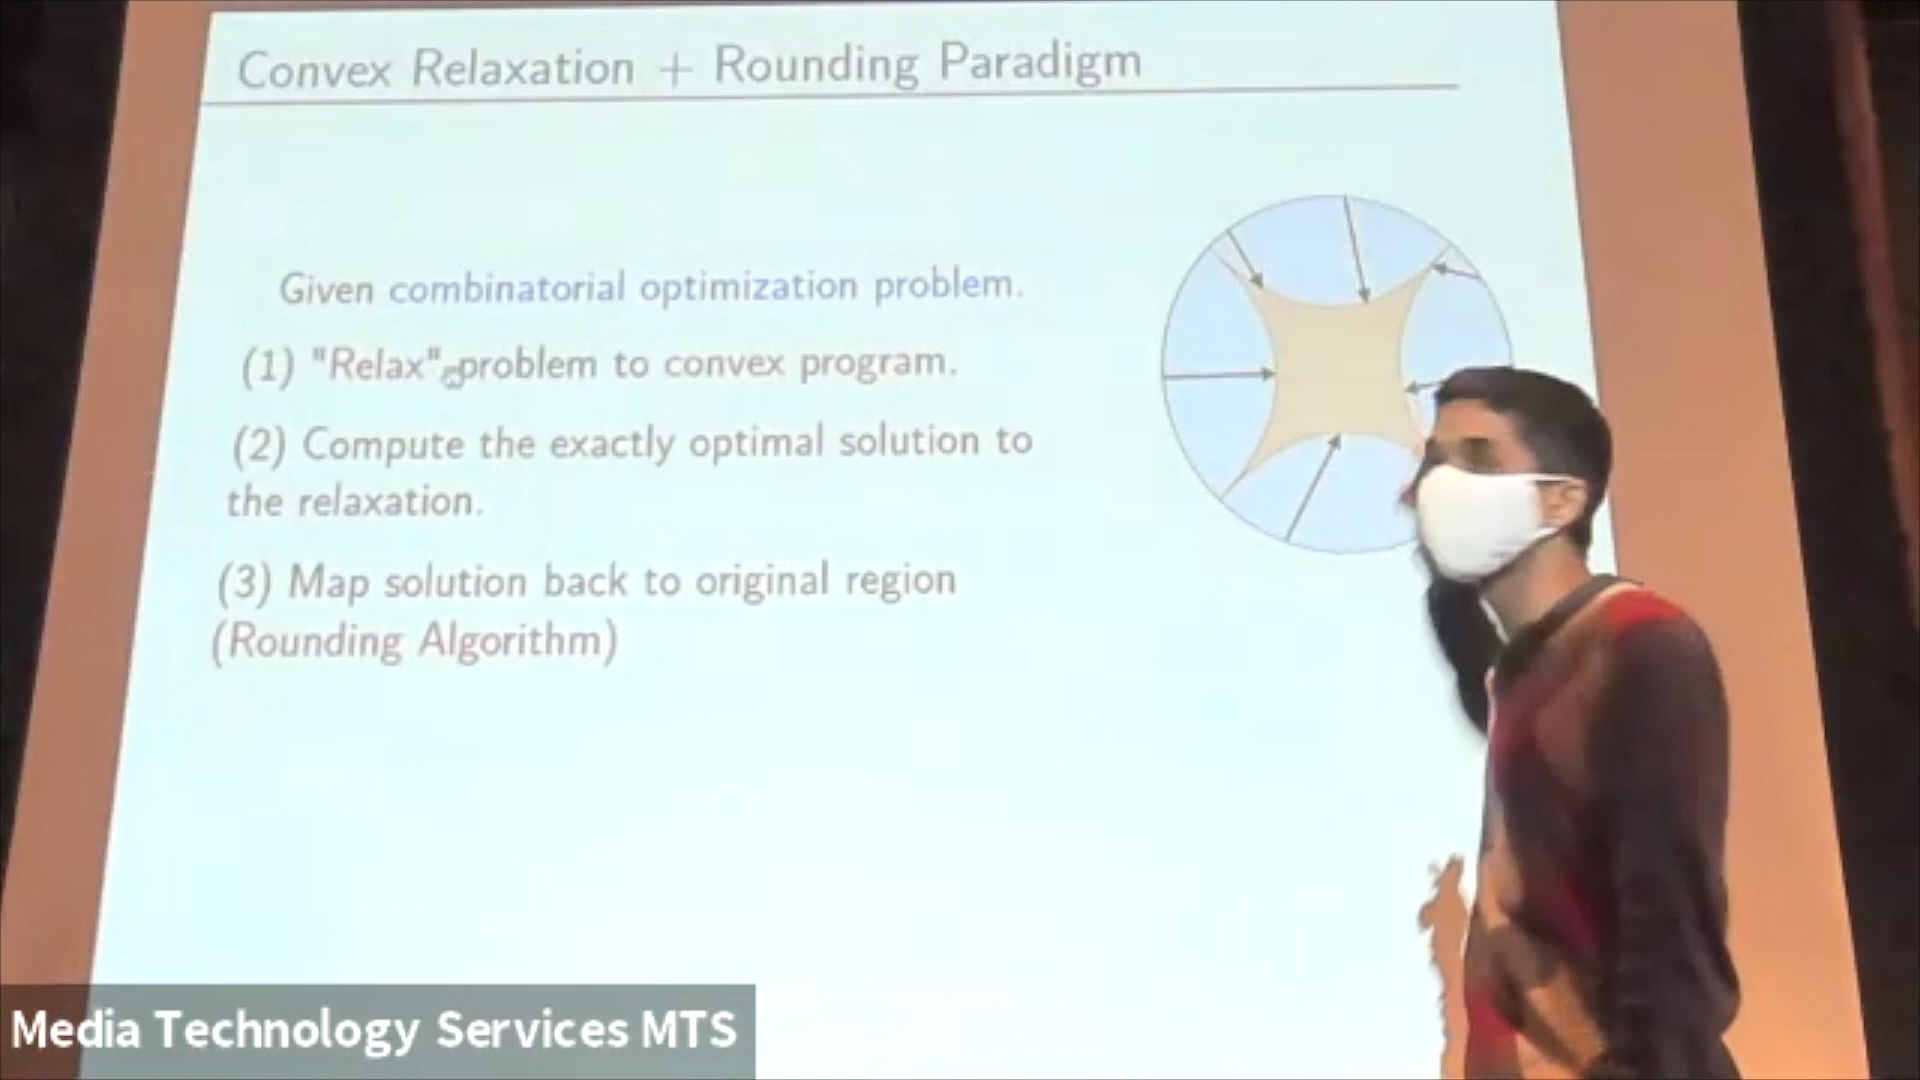 Convex Relaxation + Rounding Paradigm
Given combinatorial optimization problem.
(1) "Relax" problem to convex program.
(2) Compute the exactly optimal solution to
the relaxation.
(3) Map solution back to original region
(Rounding Algorithm)
Media Technology Services MTS